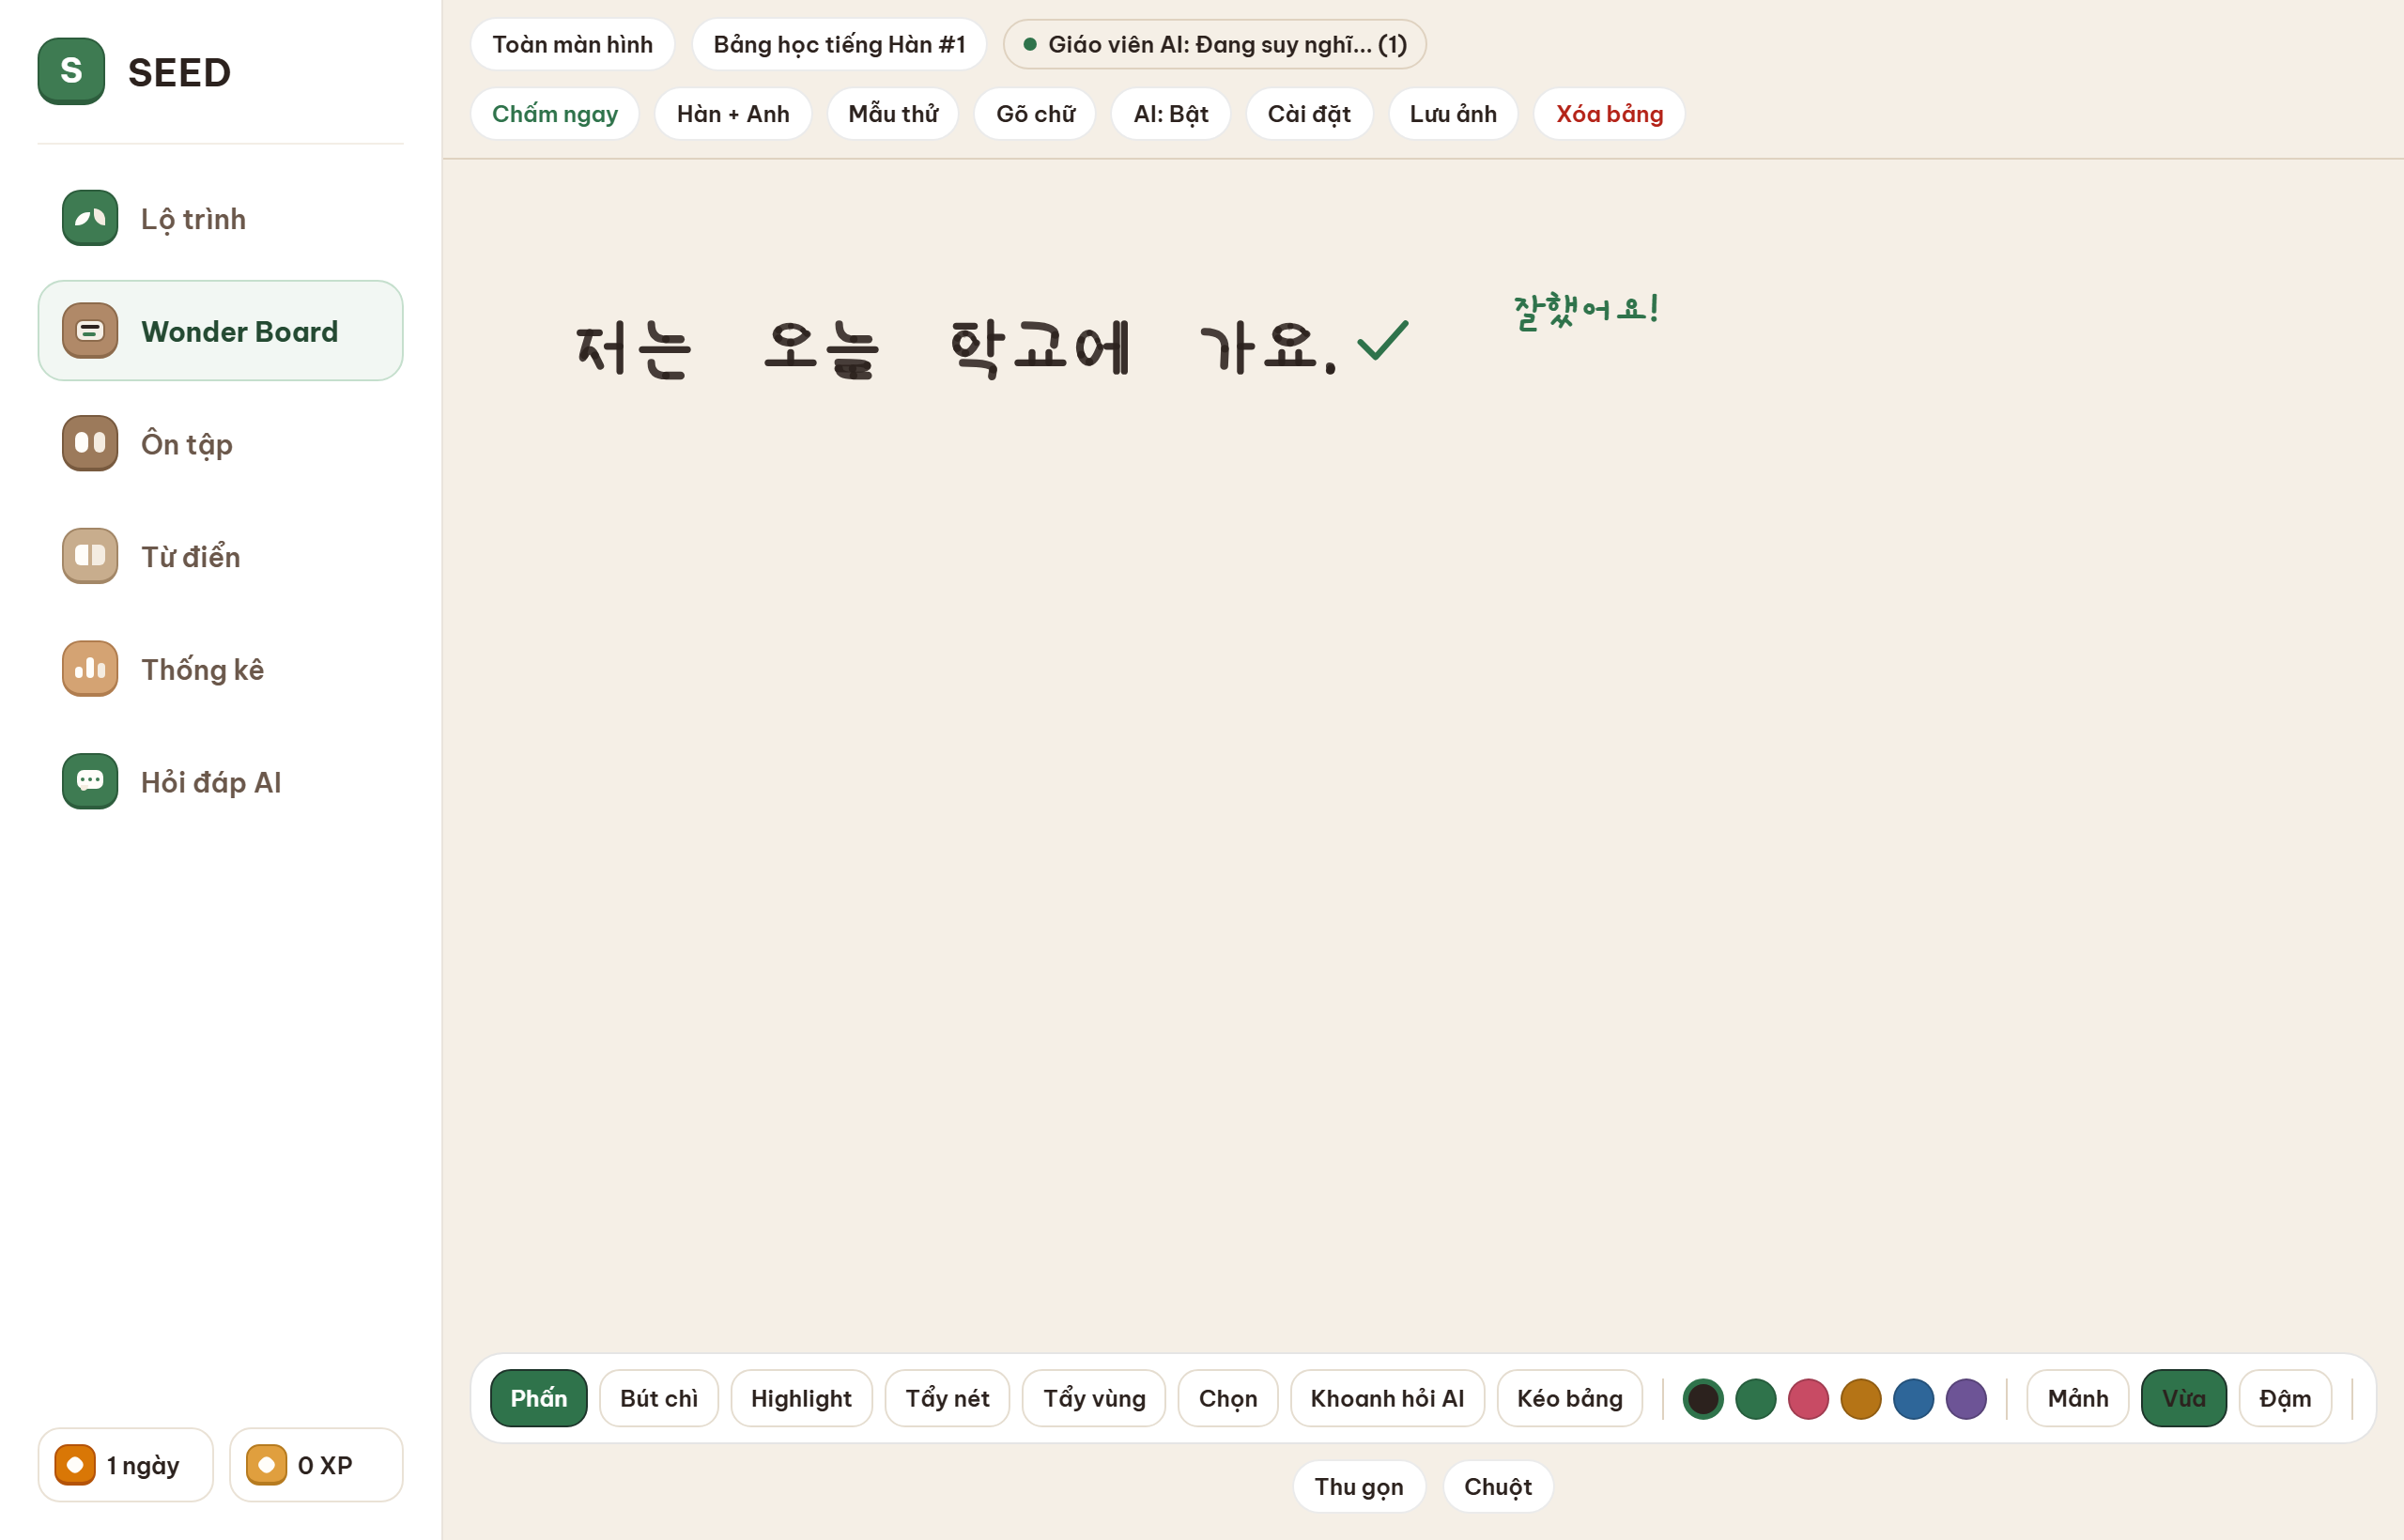 S SEED
Lộ trình
Wonder Board
Ôn tập
Từ điển
Thống kê
Hỏi đáp AI
1 ngày
0 XP
Toàn màn hình
Bảng học tiếng Hàn #1
Giáo viên AI: Đang suy nghĩ... (1)
Chấm ngay
Hàn + Anh
Mẫu thử
Gõ chữ
AI: Bật
Cài đặt
Lưu ảnh
Xóa bảng
저는 오늘 학교에 가요.
잘했어요!
Phấn
Bút chì
Highlight
Tẩy nét
Tẩy vùng
Chọn
Khoanh hỏi AI
Kéo bảng
Mảnh
Vừa
Đậm
Thu gọn
Chuột